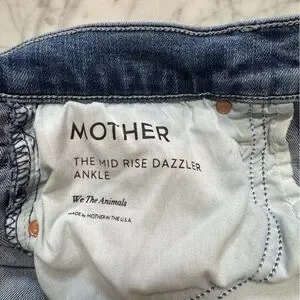 MOTHER
THE MID RISE DAZZLER
ANKLE
We The Animals
MADE by MOTHER IN THE U.S.A.